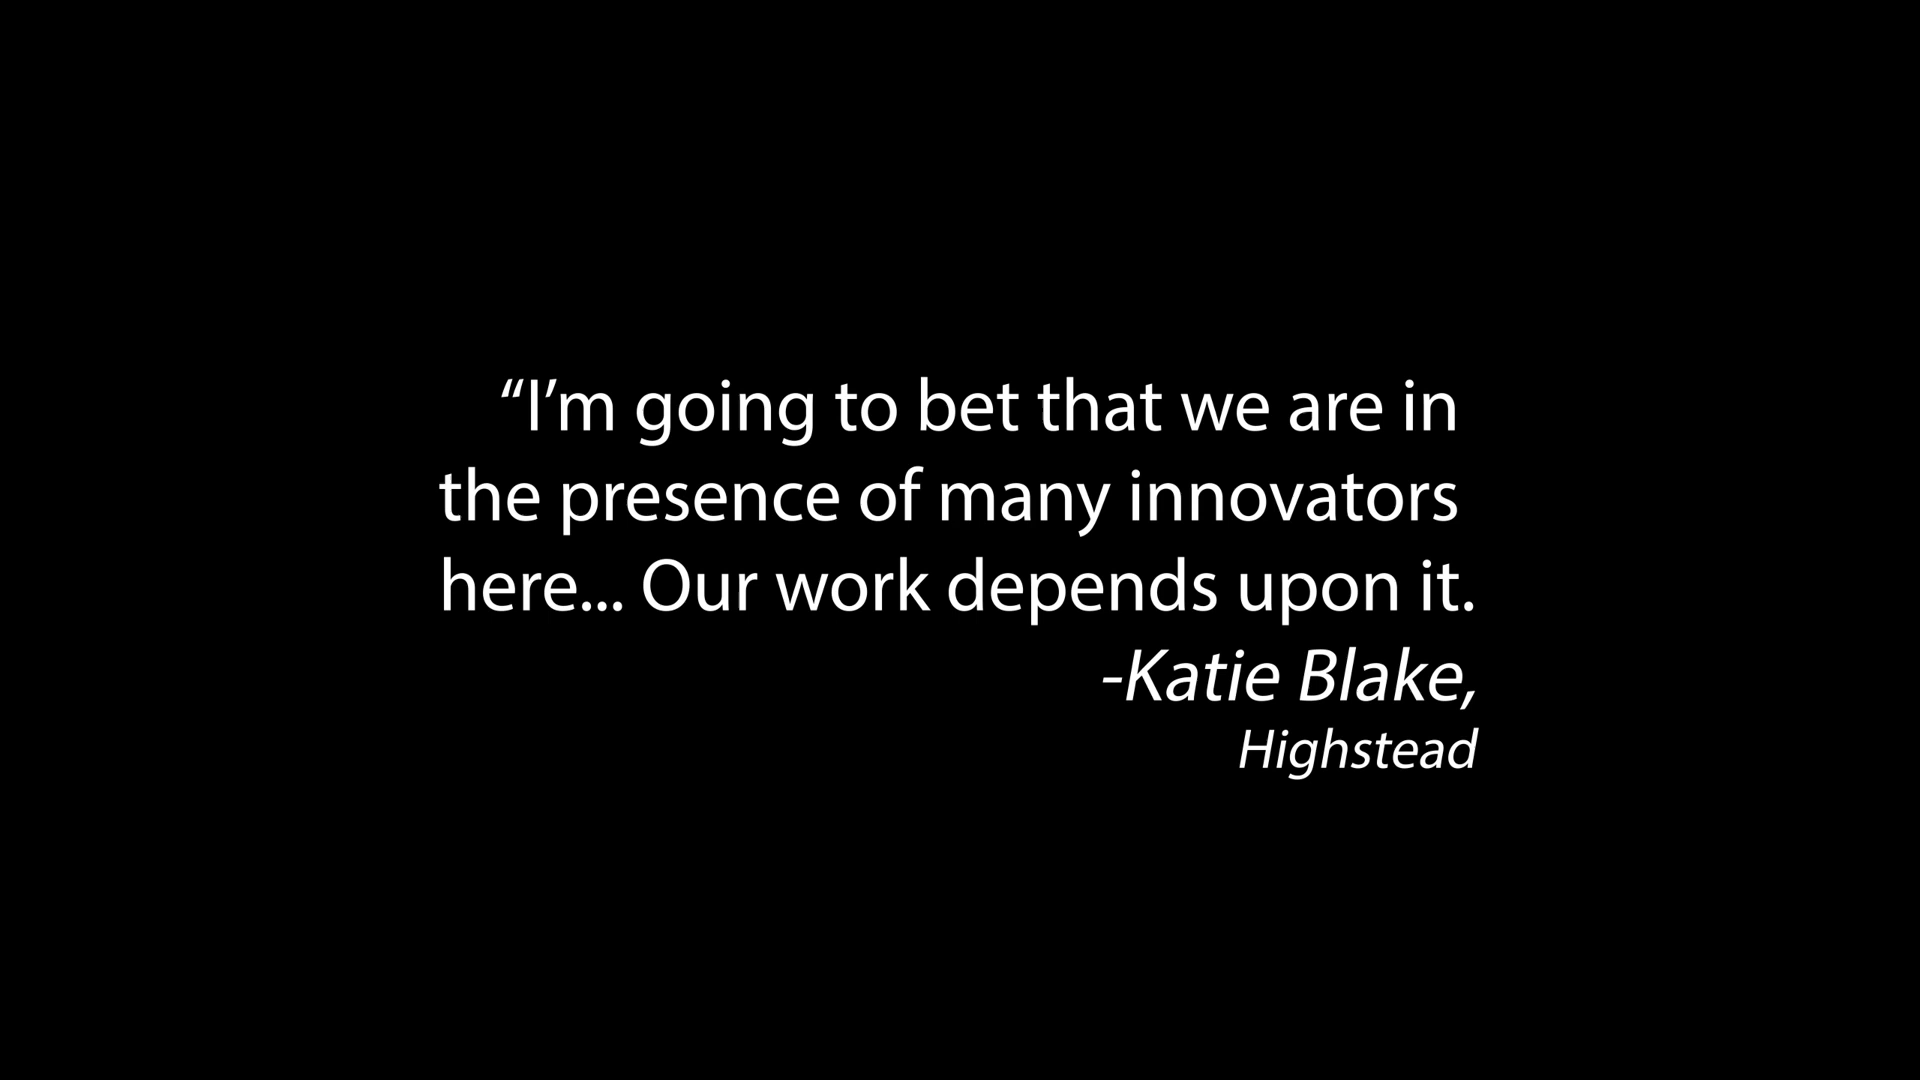 “I’m going to bet that we are in
the presence of many innovators
here... Our work depends upon it.
-Katie Blake,
Highstead